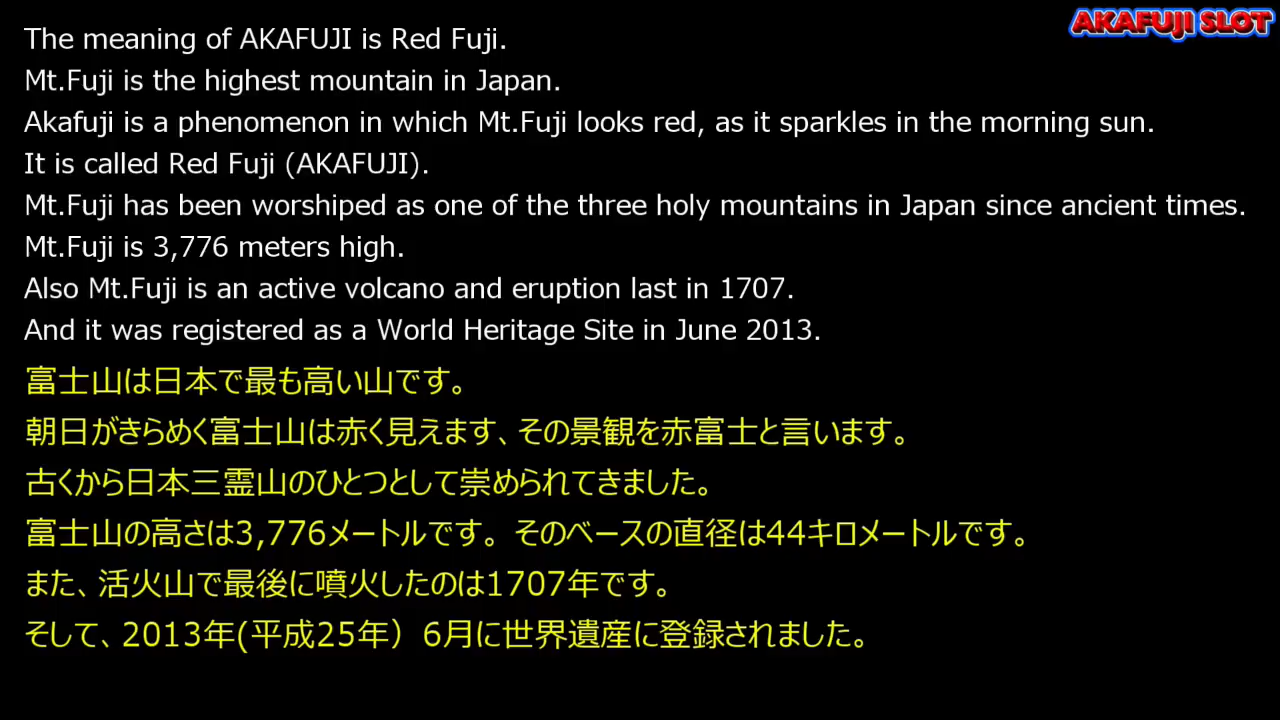 AKAFUJI SLOT
The meaning of AKAFUJI is Red Fuji.
Mt.Fuji is the highest mountain in Japan.
Akafuji is a phenomenon in which Mt.Fuji looks red, as it sparkles in the morning sun.
It is called Red Fuji (AKAFUJI).
Mt.Fuji has been worshiped as one of the three holy mountains in Japan since ancient times.
Mt.Fuji is 3,776 meters high.
Also Mt.Fuji is an active volcano and eruption last in 1707.
And it was registered as a World Heritage Site in June 2013.
富士山は日本で最も高い山です。
朝日がきらめく富士山は赤く見えます、その景観を赤富士と言います。
古くから日本三霊山のひとつとして崇められてきました。
富士山の高さは3,776メートルです。そのベースの直径は44キロメートルです。
また、活火山で最後に噴火したのは1707年です。
そして、2013年(平成25年）6月に世界遺産に登録されました。